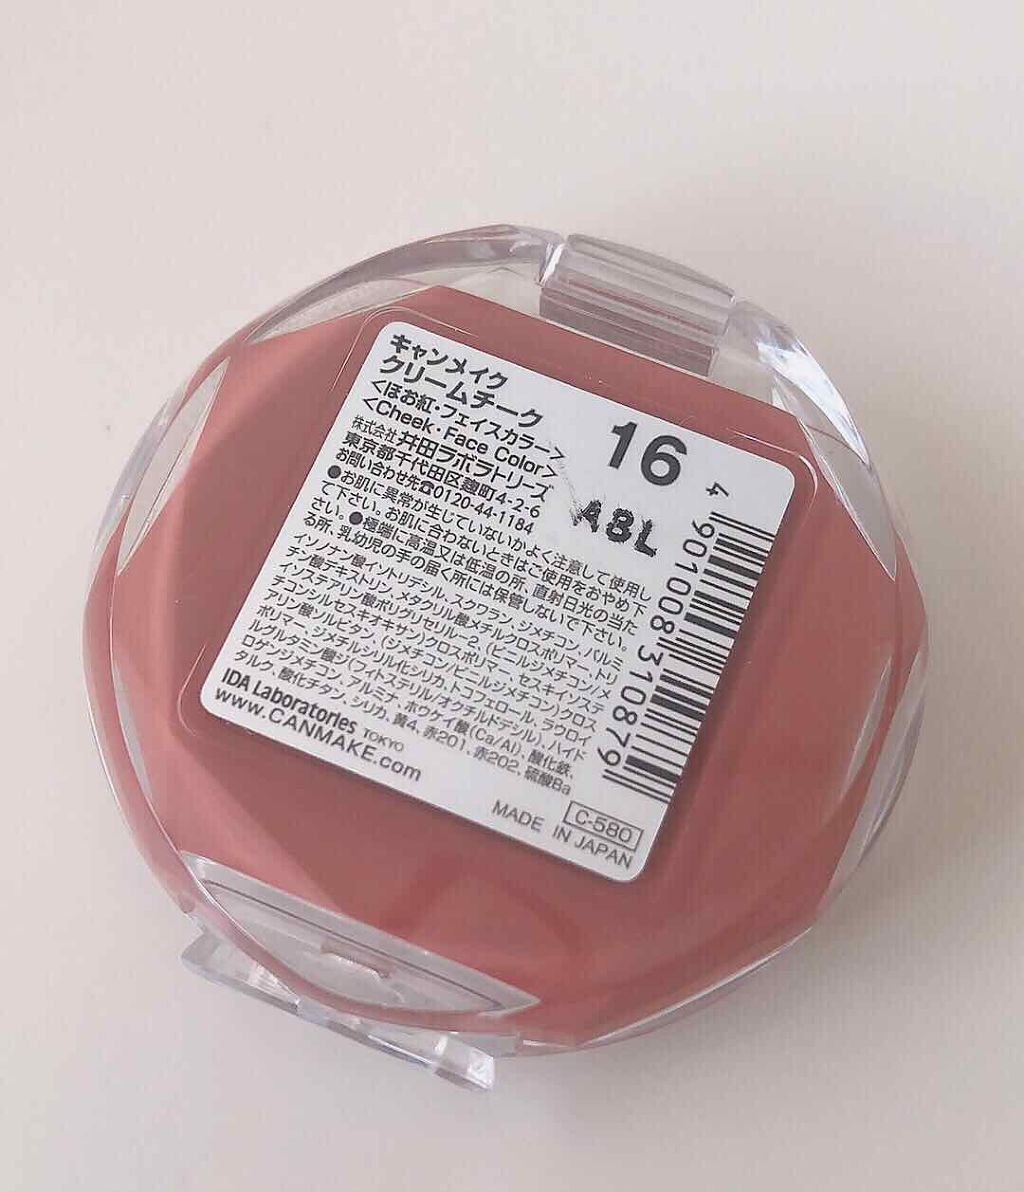 キャンメイク
クリームチーク
<ほお紅・フェイスカラー>
<Cheek・Face Color>
株式会社 井田ラボラトリーズ
東京都千代田区麹町4-2-6
お問い合わせ先☎0120-44-1184
●お肌に異常が生じていないかよく注意して使用し
て下さい。お肌に合わないときはご使用をおやめ下
さい。●極端に高温又は低温の所、直射日光の当た
る所、乳幼児の手の届く所には保管しないで下さい。
イソノナン酸イソトリデシル、スクワラン、ジメチコン、パルミ
チン酸デキストリン、メタクリル酸メチルクロスポリマー、トリ
イソステアリン酸ポリグリセリル-2、(ビニルジメチコン/メ
チコンシルセスキオキサン)クロスポリマー、セスキイソステ
アリン酸ソルビタン、(ジメチコン/ビニルジメチコン)クロス
ポリマー、ジメチルシリル化シリカ、トコフェロール、ラウロイ
ルグルタミン酸ジ(フィトステリル/オクチルドデシル)、ハイド
ロゲンジメチコン、アルミナ、ホウケイ酸(Ca/Al)、酸化鉄、
タルク、酸化チタン、シリカ、黄4、赤201、赤202、硫酸Ba
IDA Laboratories TOKYO
www.CANMAKE.com
16
A8L
4 901008 310879
C-580
MADE IN JAPAN